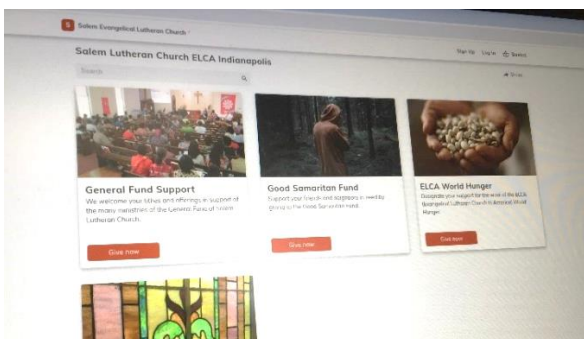 S Salem Evangelical Lutheran Church
Salem Lutheran Church ELCA Indianapolis
Sign Up Log In
Search
Share
General Fund Support
We welcome your tithes and offerings in support of
the many ministries of the General Fund of Salem
Lutheran Church.
Give now
Good Samaritan Fund
Support your friends and neighbors in need by
giving to the Good Samaritan Fund.
Give now
ELCA World Hunger
Designate your support for the work of the ELCA
(Evangelical Lutheran Church in America) World
Hunger
Give now